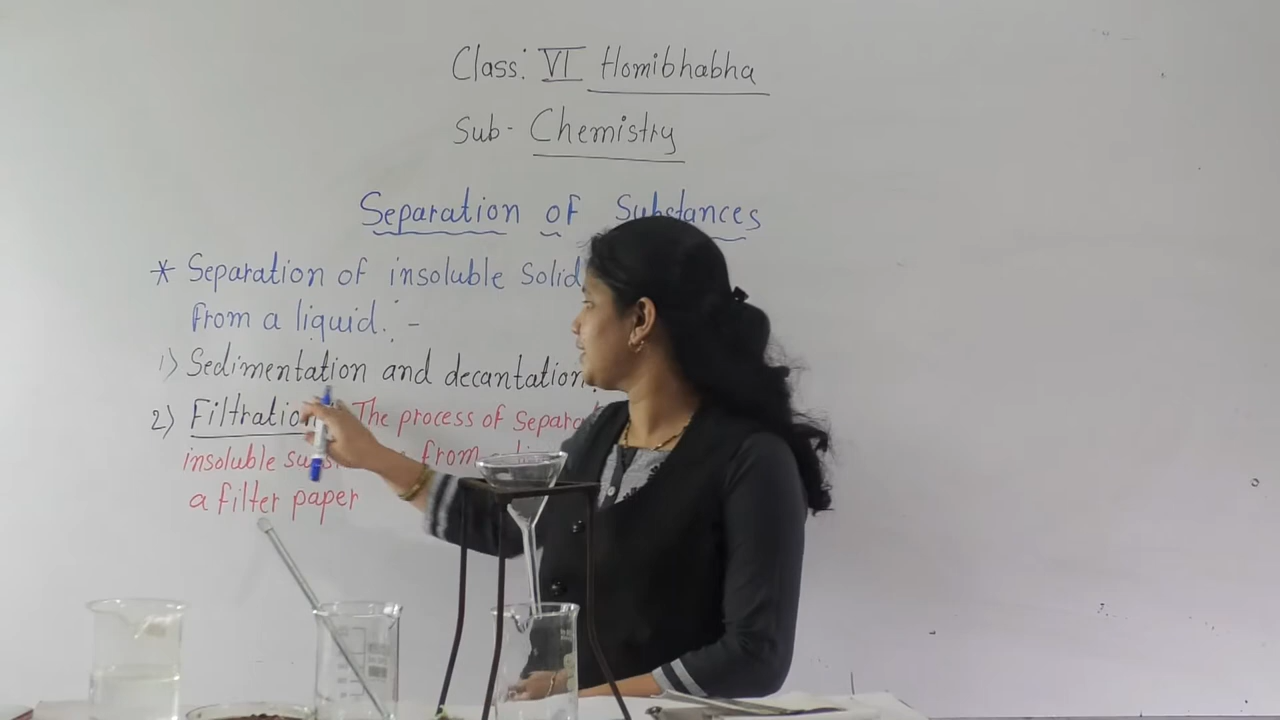 Class: VI Homibhabha
Sub- Chemistry
Separation of Substances
* Separation of insoluble Solid
from a liquid: -
1) Sedimentation and decantation.
2) Filtration The process of
insoluble from
a filter paper